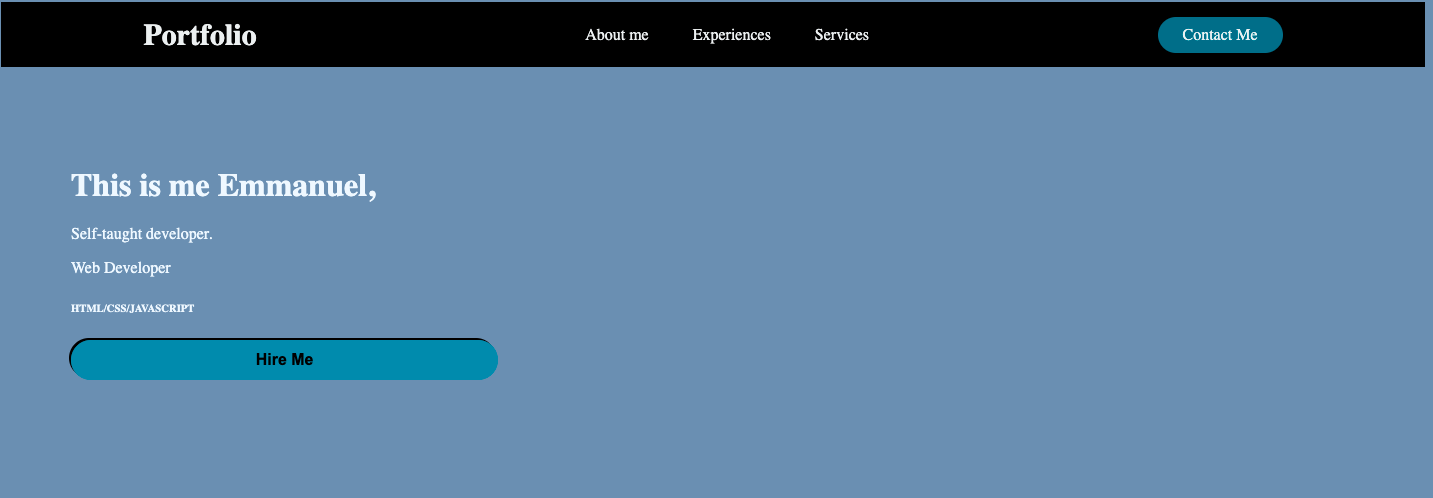 Portfolio
About me
Experiences
Services
Contact Me
This is me Emmanuel,
Self-taught developer.
Web Developer
HTML/CSS/JAVASCRIPT
Hire Me